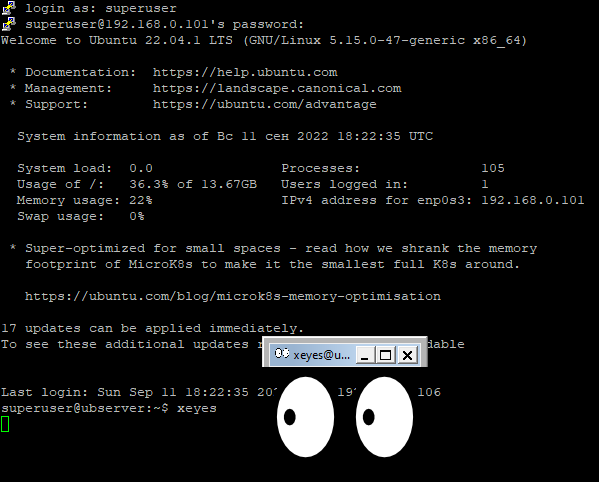 login as: superuser
superuser@192.168.0.101's password:
Welcome to Ubuntu 22.04.1 LTS (GNU/Linux 5.15.0-47-generic x86_64)
* Documentation: https://help.ubuntu.com
* Management: https://landscape.canonical.com
* Support: https://ubuntu.com/advantage
System information as of Вс 11 сен 2022 18:22:35 UTC
System load: 0.0 Processes: 105
Usage of /: 36.3% of 13.67GB Users logged in: 1
Memory usage: 22% IPv4 address for enp0s3: 192.168.0.101
Swap usage: 0%
* Super-optimized for small spaces - read how we shrank the memory
footprint of MicroK8s to make it the smallest full K8s around.
https://ubuntu.com/blog/microk8s-memory-optimisation
17 updates can be applied immediately.
To see these additional updates
xeyes@u...
Last login: Sun Sep 11 18:22:35 106
superuser@ubserver:~$ xeyes